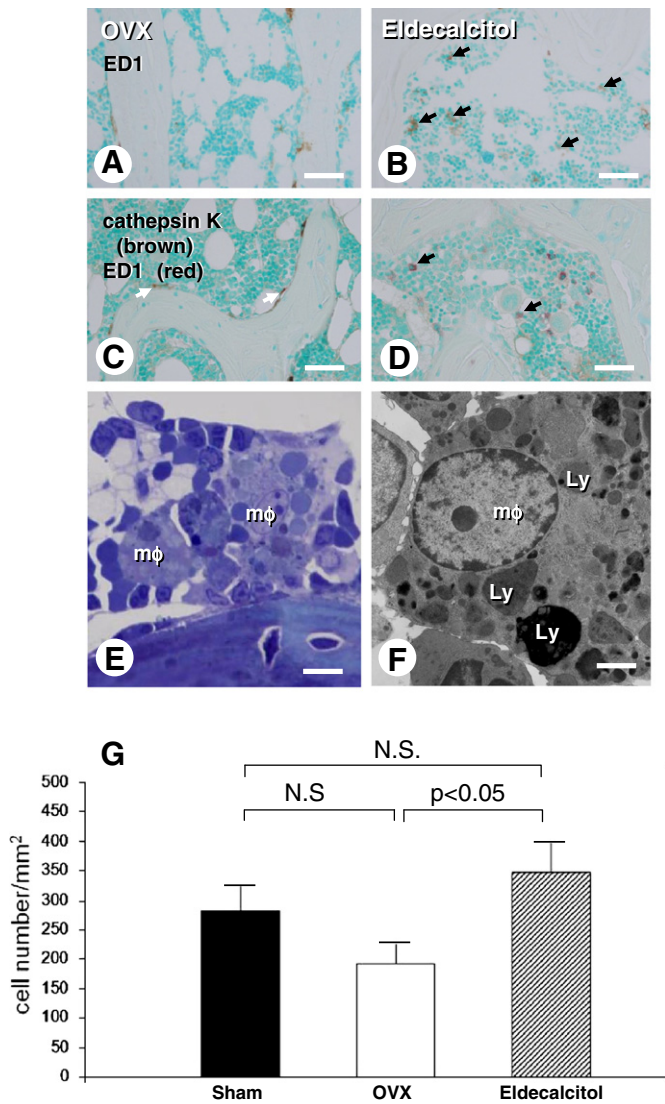 OVX
Eldecalcitol
ED1
A
B
cathepsin K
(brown)
ED1 (red)
C
D
mϕ
mϕ
E
Ly
mϕ
Ly
Ly
F
G
N.S.
N.S
p<0.05
500
450
400
350
300
250
200
150
100
50
0
cell number/mm2
Sham
OVX
Eldecalcitol